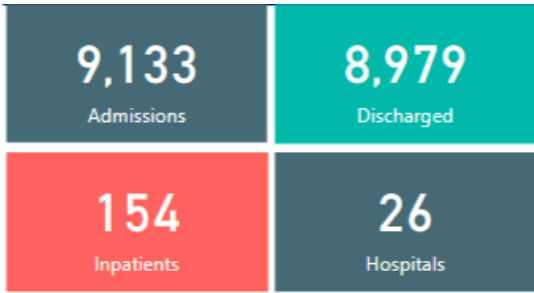 9,133
Admissions
8,979
Discharged
154
Inpatients
26
Hospitals